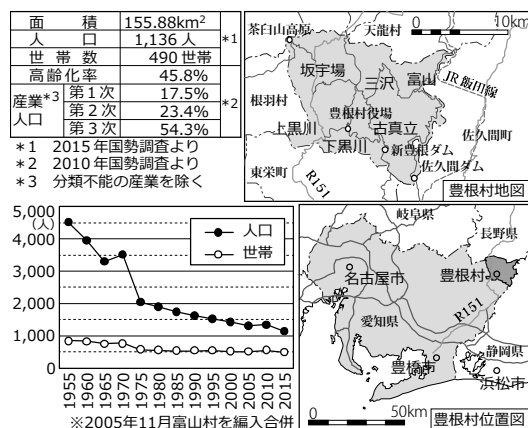 面積 155.88km² *1
人口 1,136 人
世帯数 490 世帯
高齢化率 45.8% *2
産業*3人口 第1次 17.5%
第2次 23.4%
第3次 54.3%
*1 2015年国勢調査より
*2 2010年国勢調査より
*3 分類不能の産業を除く
茶臼山高原
天龍村
0 10km
坂宇場
三沢
富山
JR飯田線
根羽村
豊根村役場
佐久間町
上黒川
古真立
下黒川
新豊根ダム
東栄町
R151
佐久間ダム
豊根村地図
5,000
(人)
4,000
3,000
2,000
1,000
0
人口
世帯
1955
1960
1965
1970
1975
1980
1985
1990
1995
2000
2005
2010
2015
※2005年11月富山村を編入合併
岐阜県
長野県
名古屋市
豊根村
R151
愛知県
静岡県
豊橋市
浜松市
0 50km
豊根村位置図